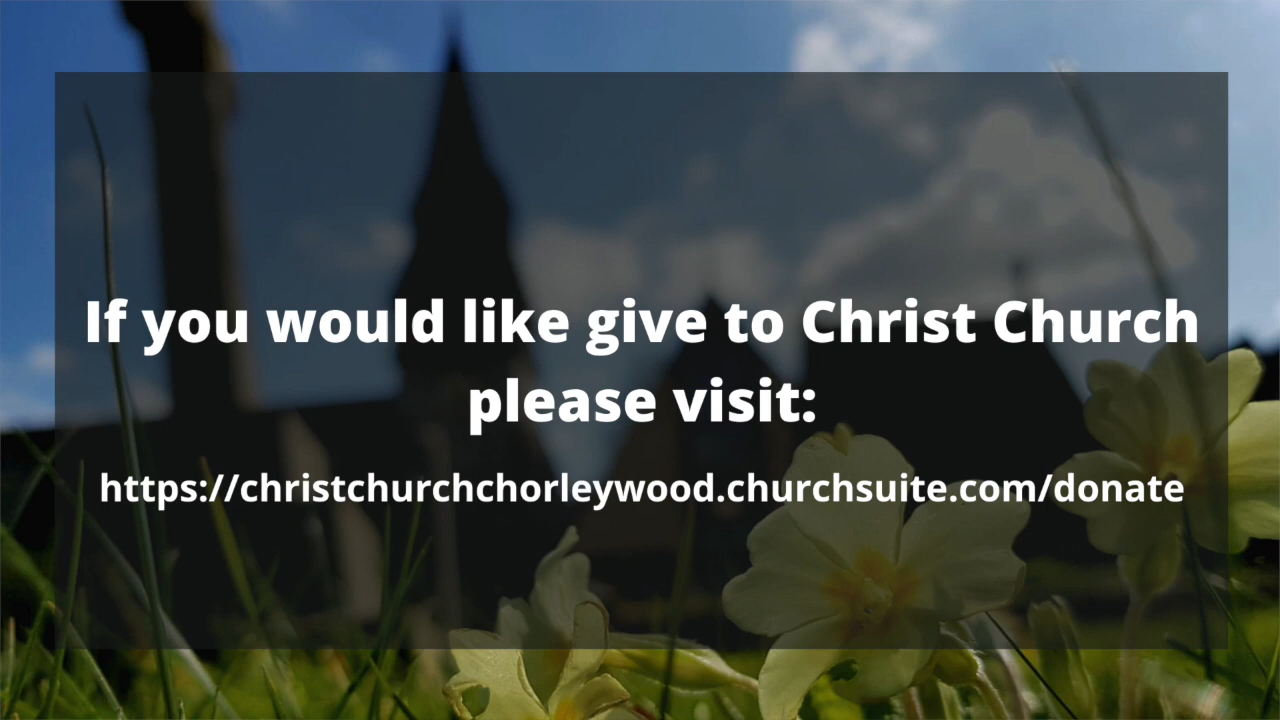 If you would like give to Christ Church
please visit:
https://christchurchchorleywood.churchsuite.com/donate